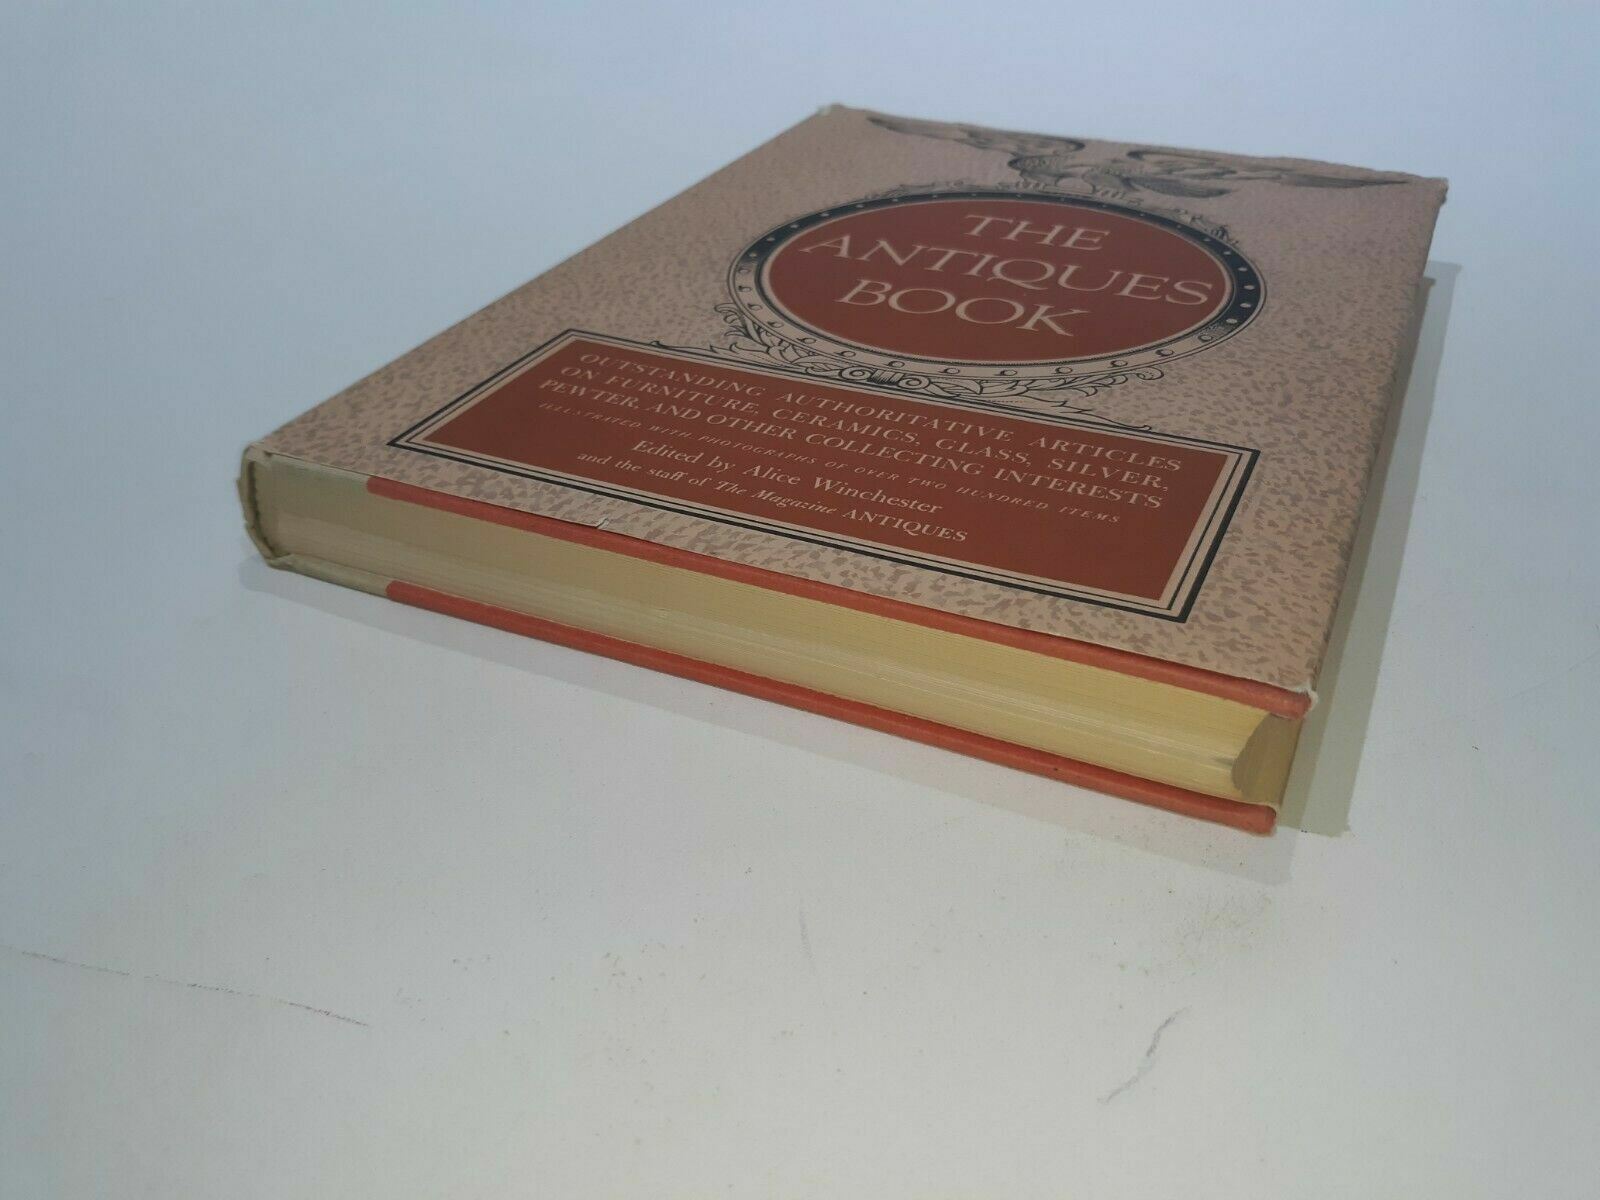 THE
ANTIQUES
BOOK
OUTSTANDING AUTHORITATIVE ARTICLES
ON FURNITURE, CERAMICS, GLASS, SILVER,
PEWTER, AND OTHER COLLECTING INTERESTS
ILLUSTRATED WITH PHOTOGRAPHS OF OVER TWO HUNDRED ITEMS
Edited by Alice Winchester
and the staff of The Magazine ANTIQUES